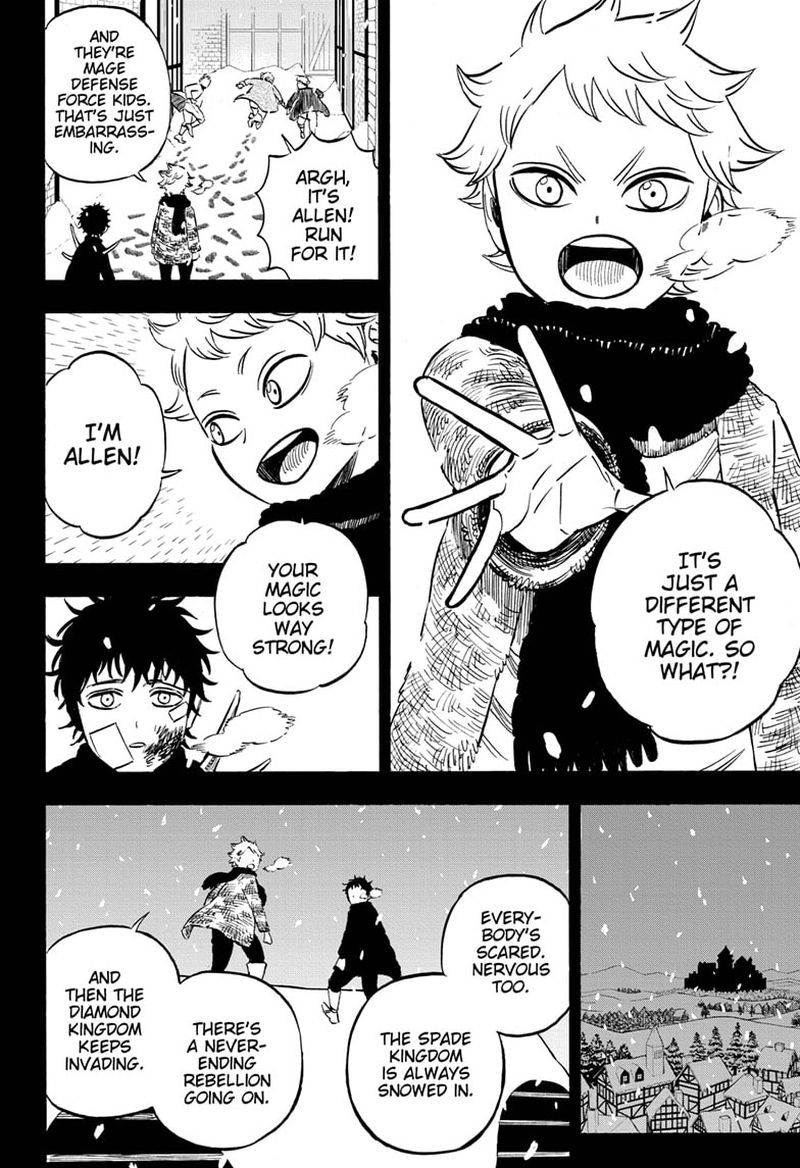 IT'S
JUST A
DIFFERENT
TYPE OF
MAGIC. SO
WHAT?!
ARGH,
IT'S
ALLEN!
RUN
FOR IT!
AND
THEY'RE
MAGE
DEFENSE
FORCE KIDS.
THAT'S JUST
EMBARRASS-
ING.
I'M
ALLEN!
YOUR
MAGIC
LOOKS
WAY
STRONG!
EVERY-
BODY'S
SCARED.
NERVOUS
TOO.
THE SPADE
KINGDOM
IS ALWAYS
SNOWED IN.
THERE'S
A NEVER-
ENDING
REBELLION
GOING ON.
AND
THEN THE
DIAMOND
KINGDOM
KEEPS
INVADING.